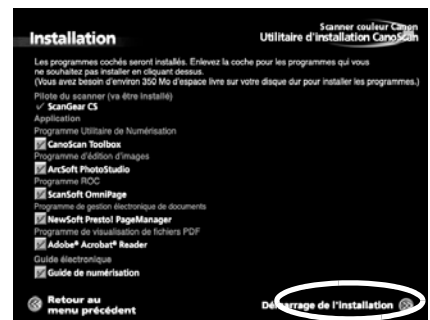 Installation
Scanner couleur Canon
Utilitaire d'installation CanoScan
Les programmes cochés seront installés. Enlevez la coche pour les programmes qui vous
ne souhaitez pas installer en cliquant dessus.
(Vous avez besoin d'environ 350 Mo d'espace livre sur votre disque dur pour installer les programmes.)
Pilote du scanner (va être Installé)
ScanGear CS
Application
Programme Utilitaire de Numérisation
CanoScan Toolbox
Programme d'édition d'images
ArcSoft PhotoStudio
Programme ROC
ScanSoft OmniPage
Programme de gestion électronique de documents
NewSoft Presto! PageManager
Programme de visualisation de fichiers PDF
Adobe® Acrobat® Reader
Guide électronique
Guide de numérisation
Retour au
menu précédent
Démarrage de l'Installation